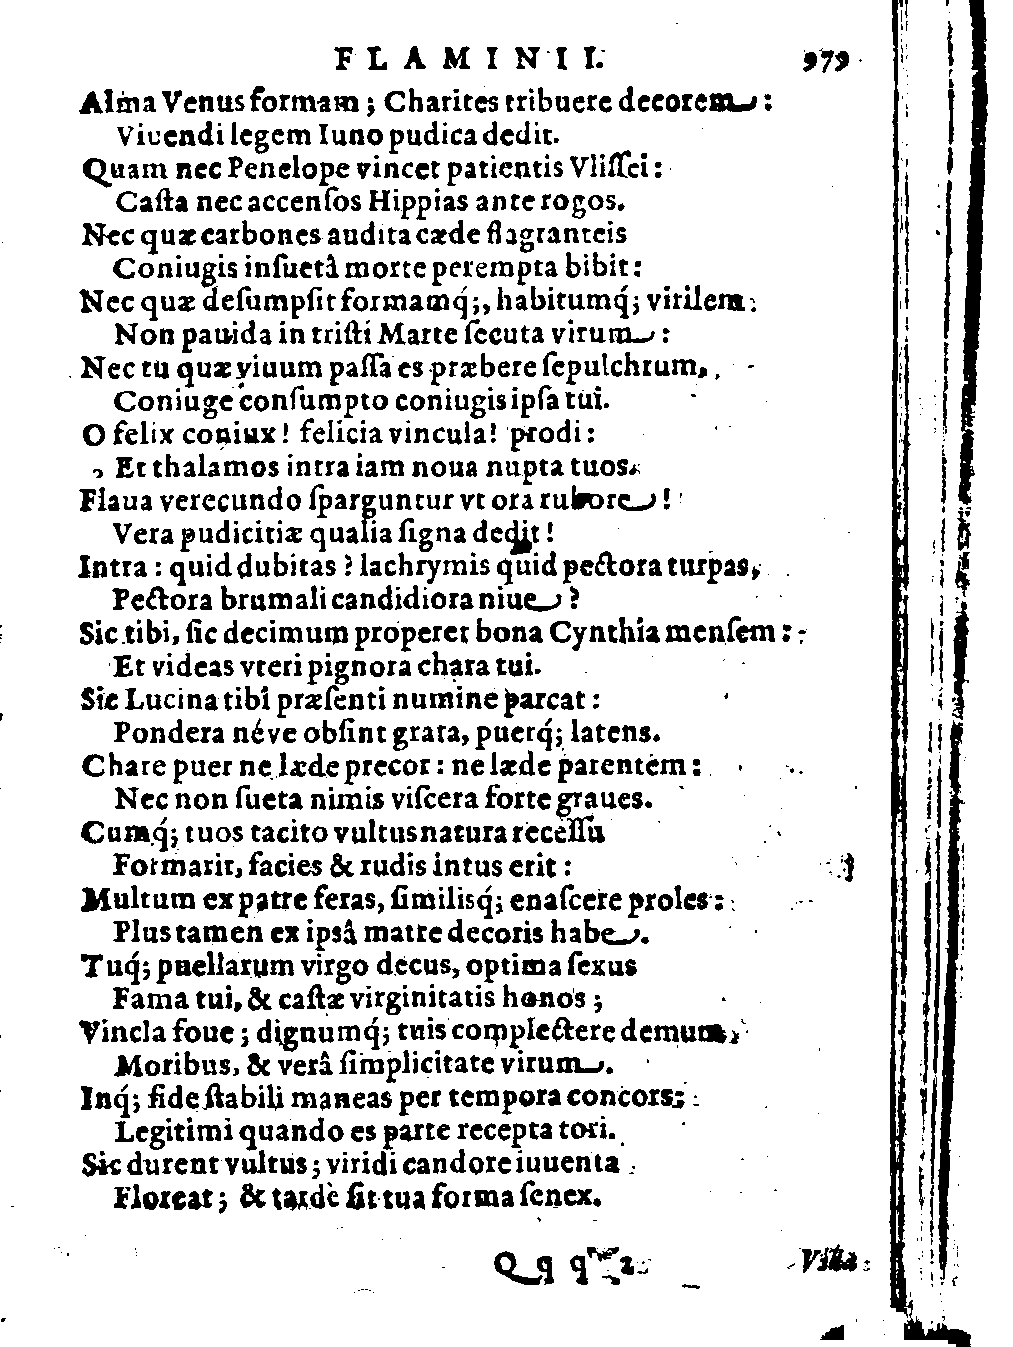 FLAMINII. 979
Alma Venus formam; Charites tribuere decorem:
Viuendi legem Iuno pudica dedit.
Quam nec Penelope vincet patientis Vliſſei:
Caſta nec accenſos Hippias ante rogos.
Nec quæ carbones audita cæde flagranteis
Coniugis inſuetâ morte perempta bibit:
Nec quæ deſumpſit formamq́;, habitumq́; virilem:
Non pauida in triſti Marte ſecuta virum:
Nec tu quæ viuum paſſa es præbere ſepulchrum,
Coniuge conſumpto coniugis ipſa tui.
O felix coniux! felicia vincula! prodi:
Et thalamos intra iam noua nupta tuos.
Flaua verecundo ſparguntur vt ora rubore!
Vera pudicitiæ qualia ſigna dedit!
Intra: quid dubitas? lachrymis quid pectora turpas,
Pectora brumali candidiora niue?
Sic tibi, ſic decimum properet bona Cynthia menſem:
Et videas vteri pignora chara tui.
Sic Lucina tibi præſenti numine parcat:
Pondera néve obſint grata, puerq́; latens.
Chare puer ne læde precor: ne læde parentem:
Nec non ſueta nimis viſcera forte graues.
Cumq́; tuos tacito vultus natura receſſu
Formarit, facies & rudis intus erit:
Multum ex patre feras, ſimilisq́; enaſcere proles:
Plus tamen ex ipsâ matre decoris habe.
Tuq́; puellarum virgo decus, optima ſexus
Fama tui, & caſtæ virginitatis honos;
Vincla foue; dignumq́; tuis complectere demum,
Moribus, & verâ ſimplicitate virum.
Inq́; fide ſtabili maneas per tempora concors;
Legitimi quando es parte recepta tori.
Sic durent vultus; viridi candore iuuenta
Floreat; & tardè ſit tua forma ſenex.
Qq q 2 Vita